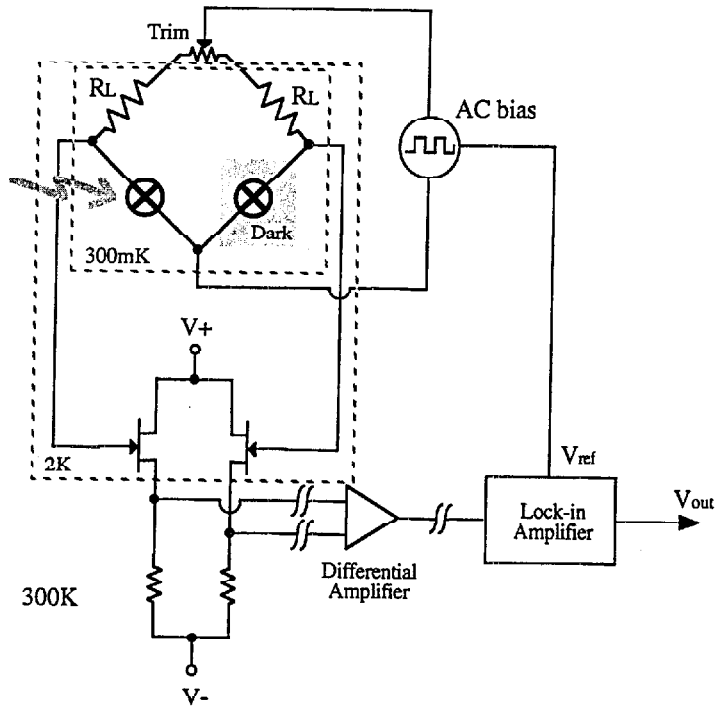 Trim
RL
RL
AC bias
Dark
300mK
V+
2K
Vref
Vout
Lock-in
Amplifier
Differential
Amplifier
300K
V-